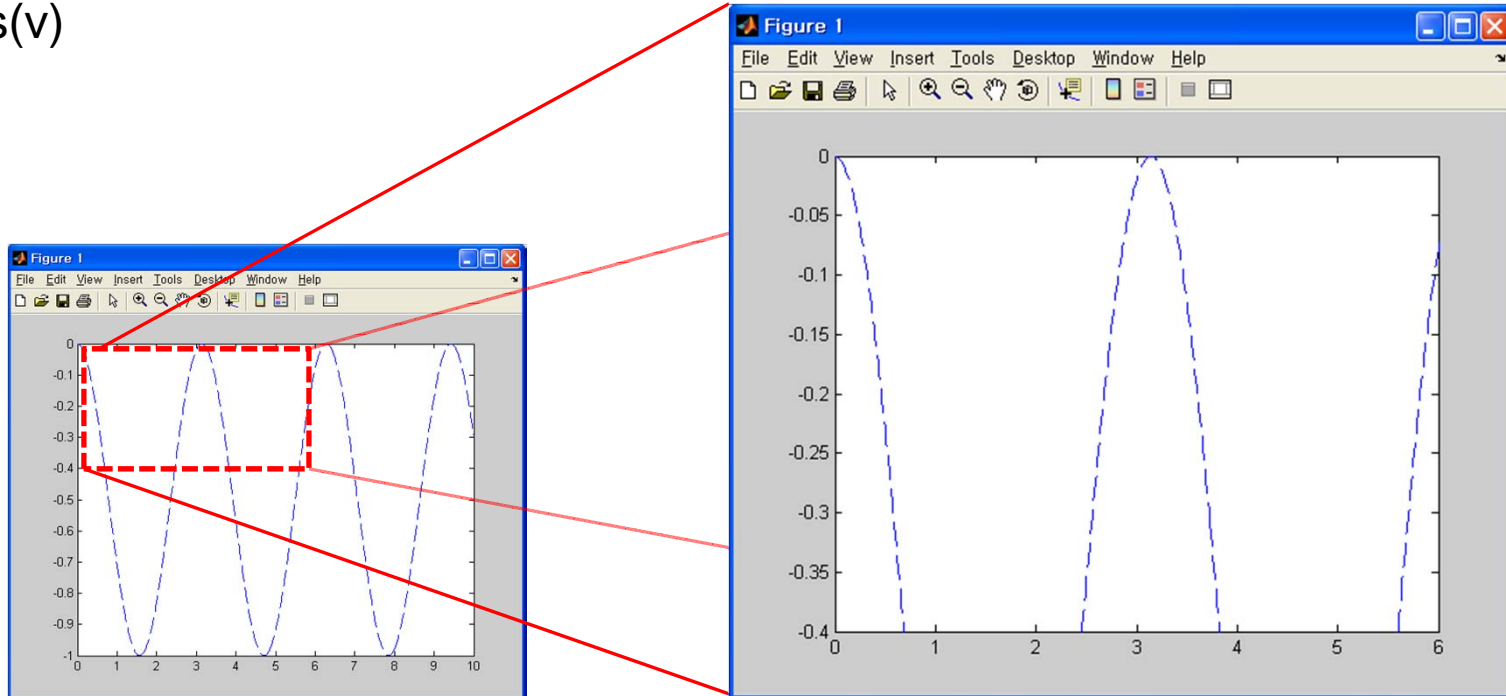 s(v)
Figure 1
File Edit View Insert Tools Desktop Window Help
0
-0.1
-0.2
-0.3
-0.4
-0.5
-0.6
-0.7
-0.8
-0.9
-1
0 1 2 3 4 5 6 7 8 9 10
Figure 1
File Edit View Insert Tools Desktop Window Help
0
-0.05
-0.1
-0.15
-0.2
-0.25
-0.3
-0.35
-0.4
0 1 2 3 4 5 6